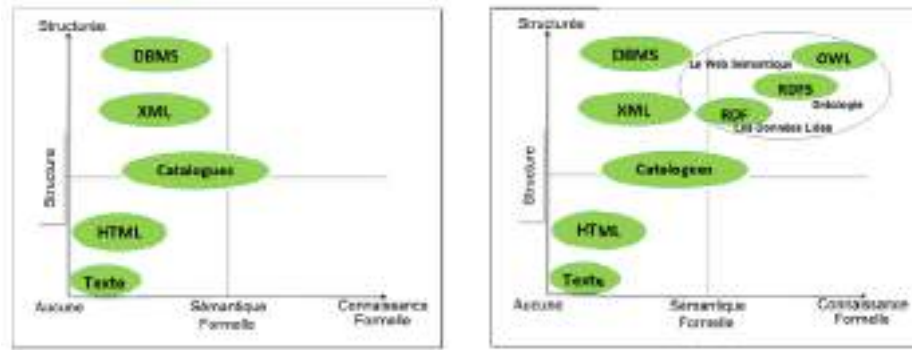 Structurée
DBMS
XML
Catalogues
Structure
HTML
Texte
Aucune
Sémantique
Formelle
Connaissance
Formelle
Structurée
DBMS
Le Web Sémantique
OWL
RDFS
XML
RDF
Ontologie
Les Données Liées
Catalogues
Structure
HTML
Texte
Aucune
Sémantique
Formelle
Connaissance
Formelle